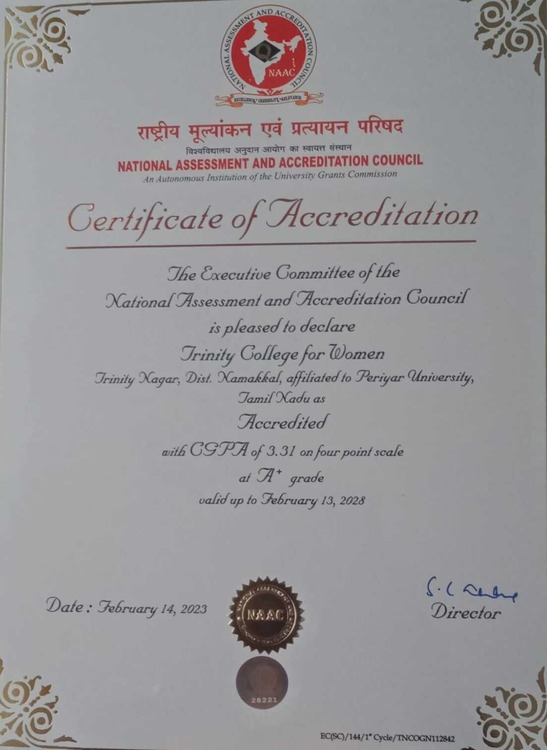 NATIONAL ASSESSMENT AND ACCREDITATION COUNCIL
NAAC
राष्ट्रीय मूल्यांकन एवं प्रत्यायन परिषद
विश्वविद्यालय अनुदान आयोग का स्वायत्त संस्थान
NATIONAL ASSESSMENT AND ACCREDITATION COUNCIL
An Autonomous Institution of the University Grants Commission
Certificate of Accreditation
The Executive Committee of the
National Assessment and Accreditation Council
is pleased to declare
Trinity College for Women
Trinity Nagar, Dist. Namakkal, affiliated to Periyar University,
Tamil Nadu as
Accredited
with CGPA of 3.31 on four point scale
at A+ grade
valid up to February 13, 2028
Date : February 14, 2023
NAAC
Director
28221
EC(SC)/144/1st Cycle/TNCOGN112842